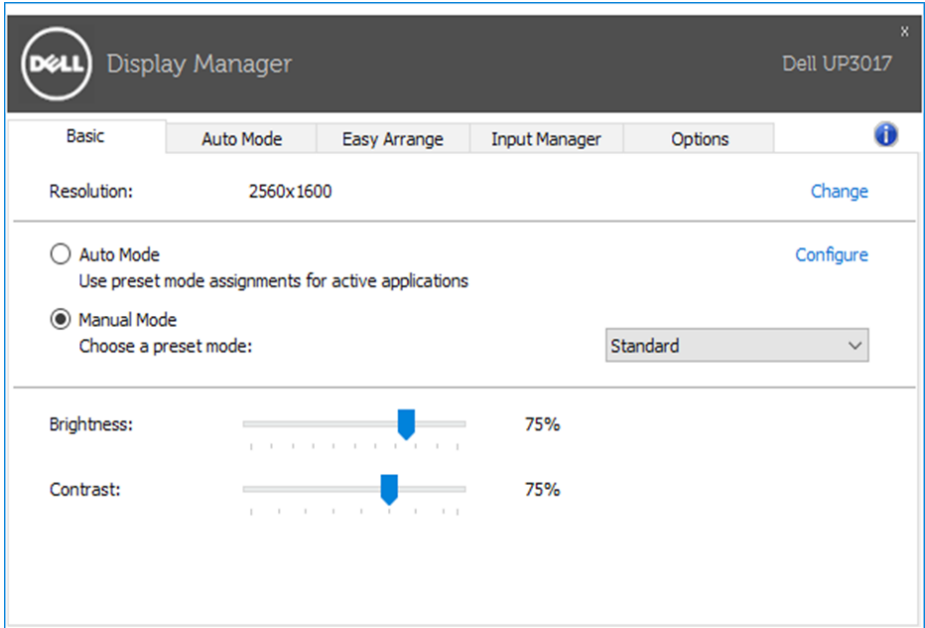 DELL Display Manager
x
Dell UP3017
Basic Auto Mode Easy Arrange Input Manager Options i
Resolution: 2560x1600 Change
Auto Mode Configure
Use preset mode assignments for active applications
Manual Mode
Choose a preset mode: Standard
Brightness: 75%
Contrast: 75%